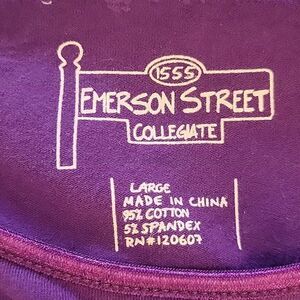 1555
EMERSON STREET
COLLEGIATE
LARGE
MADE IN CHINA
95% COTTON
5% SPANDEX
RN#120607